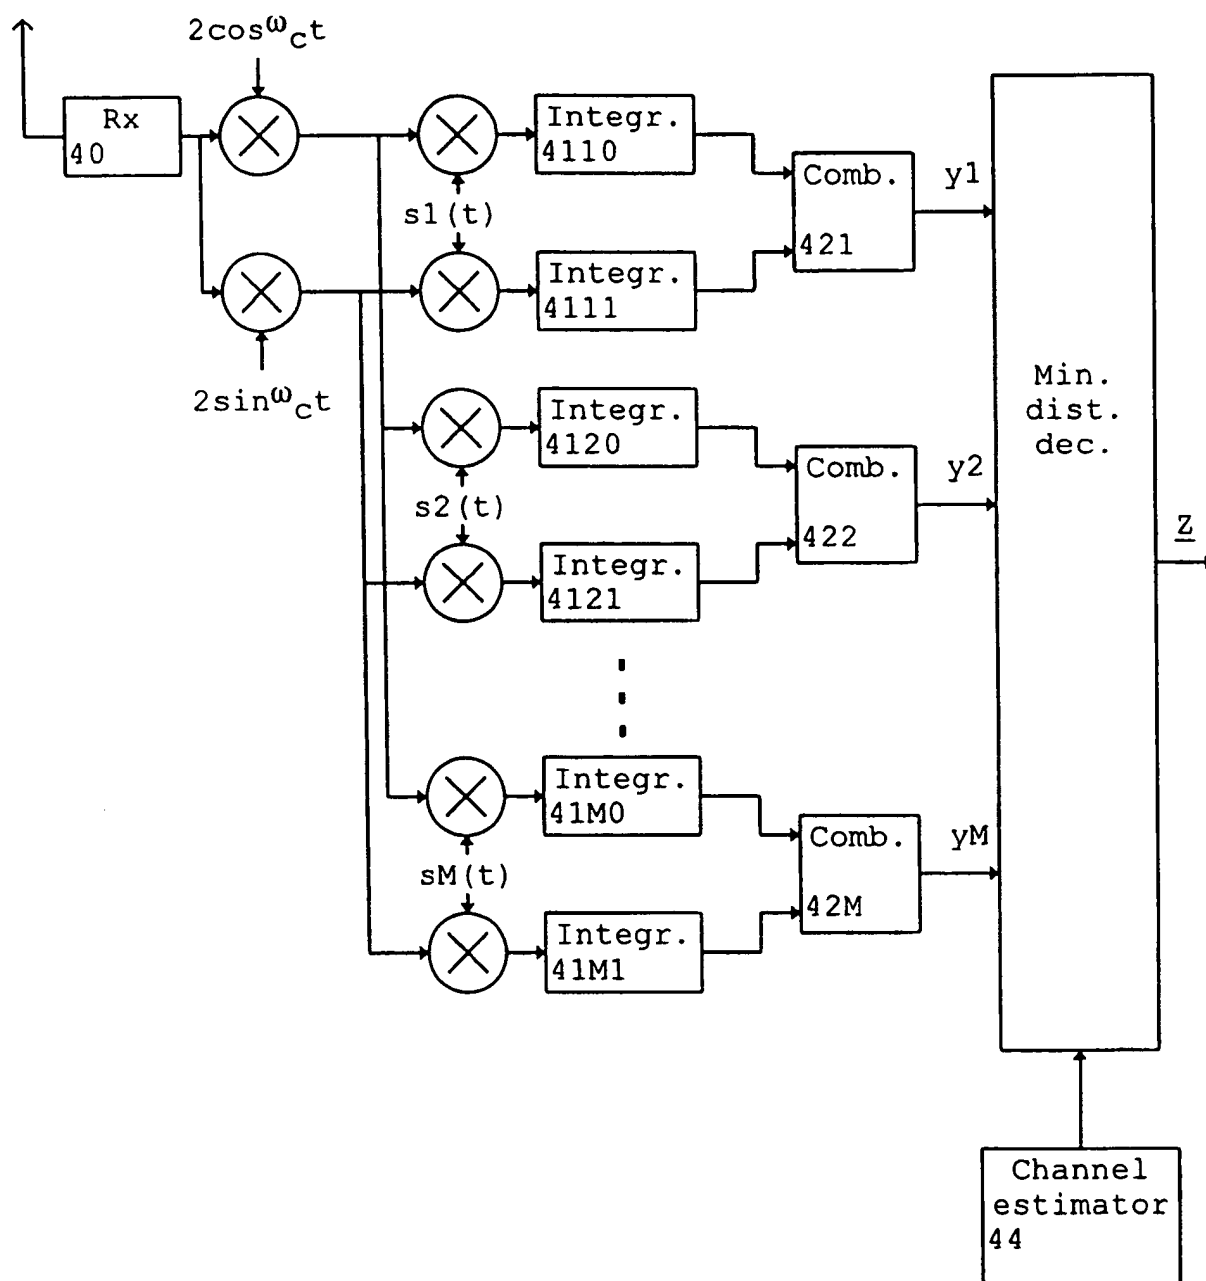 2cosωct
Rx
40
Integr.
4110
Comb.
421
y1
s1(t)
Integr.
4111
2sinωct
Min.
dist.
dec.
Integr.
4120
Comb.
422
y2
s2(t)
Integr.
4121
Z
Integr.
41M0
Comb.
42M
yM
sM(t)
Integr.
41M1
Channel
estimator
44